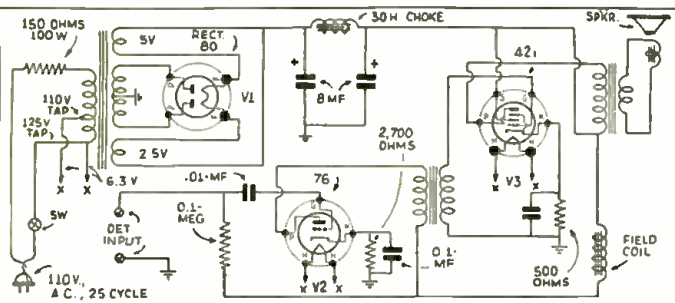 150 OHMS
100 W
5V
RECT.
80
V1
30H CHOKE
+
+
8 MF
42
SPKR.
110V
TAP
125V
TAP
2 5V
6.3 V
X X
.01-MF
76
2,700
OHMS
P
G
K
H H
X X
V2
P
G
K
H H
V3
X X
SW
DET
INPUT
0.1-
MEG
0.1-
MF
500
OHMS
FIELD
COIL
110V.,
A C., 25 CYCLE